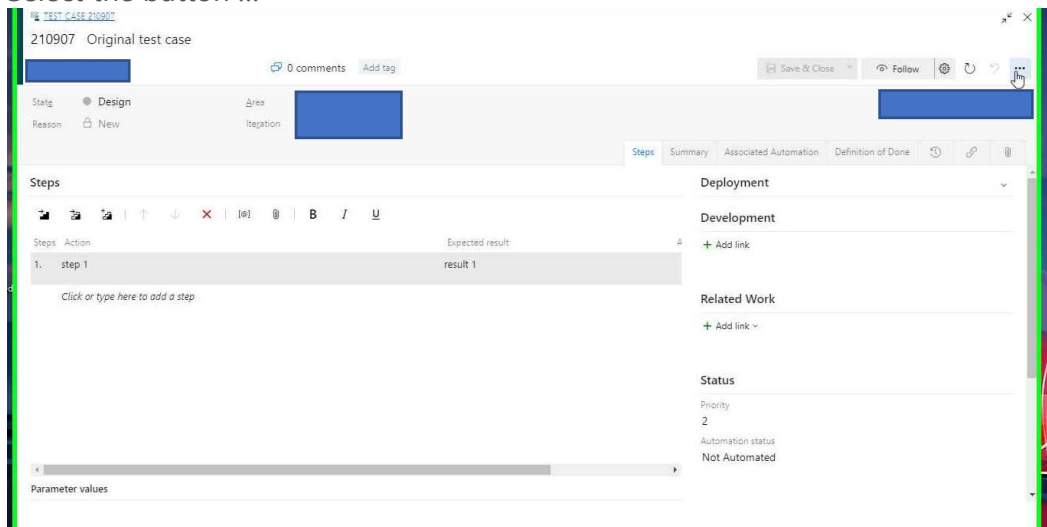 TEST CASE 210907
210907 Original test case
0 comments Add tag
Save & Close Follow ...
State Design Area
Reason New Iteration
Steps Summary Associated Automation Definition of Done
Steps Deployment
[@] B I U Development
Steps Action Expected result A + Add link
1. step 1 result 1
Click or type here to add a step Related Work
+ Add link
Status
Priority
2
Automation status
Not Automated
Parameter values